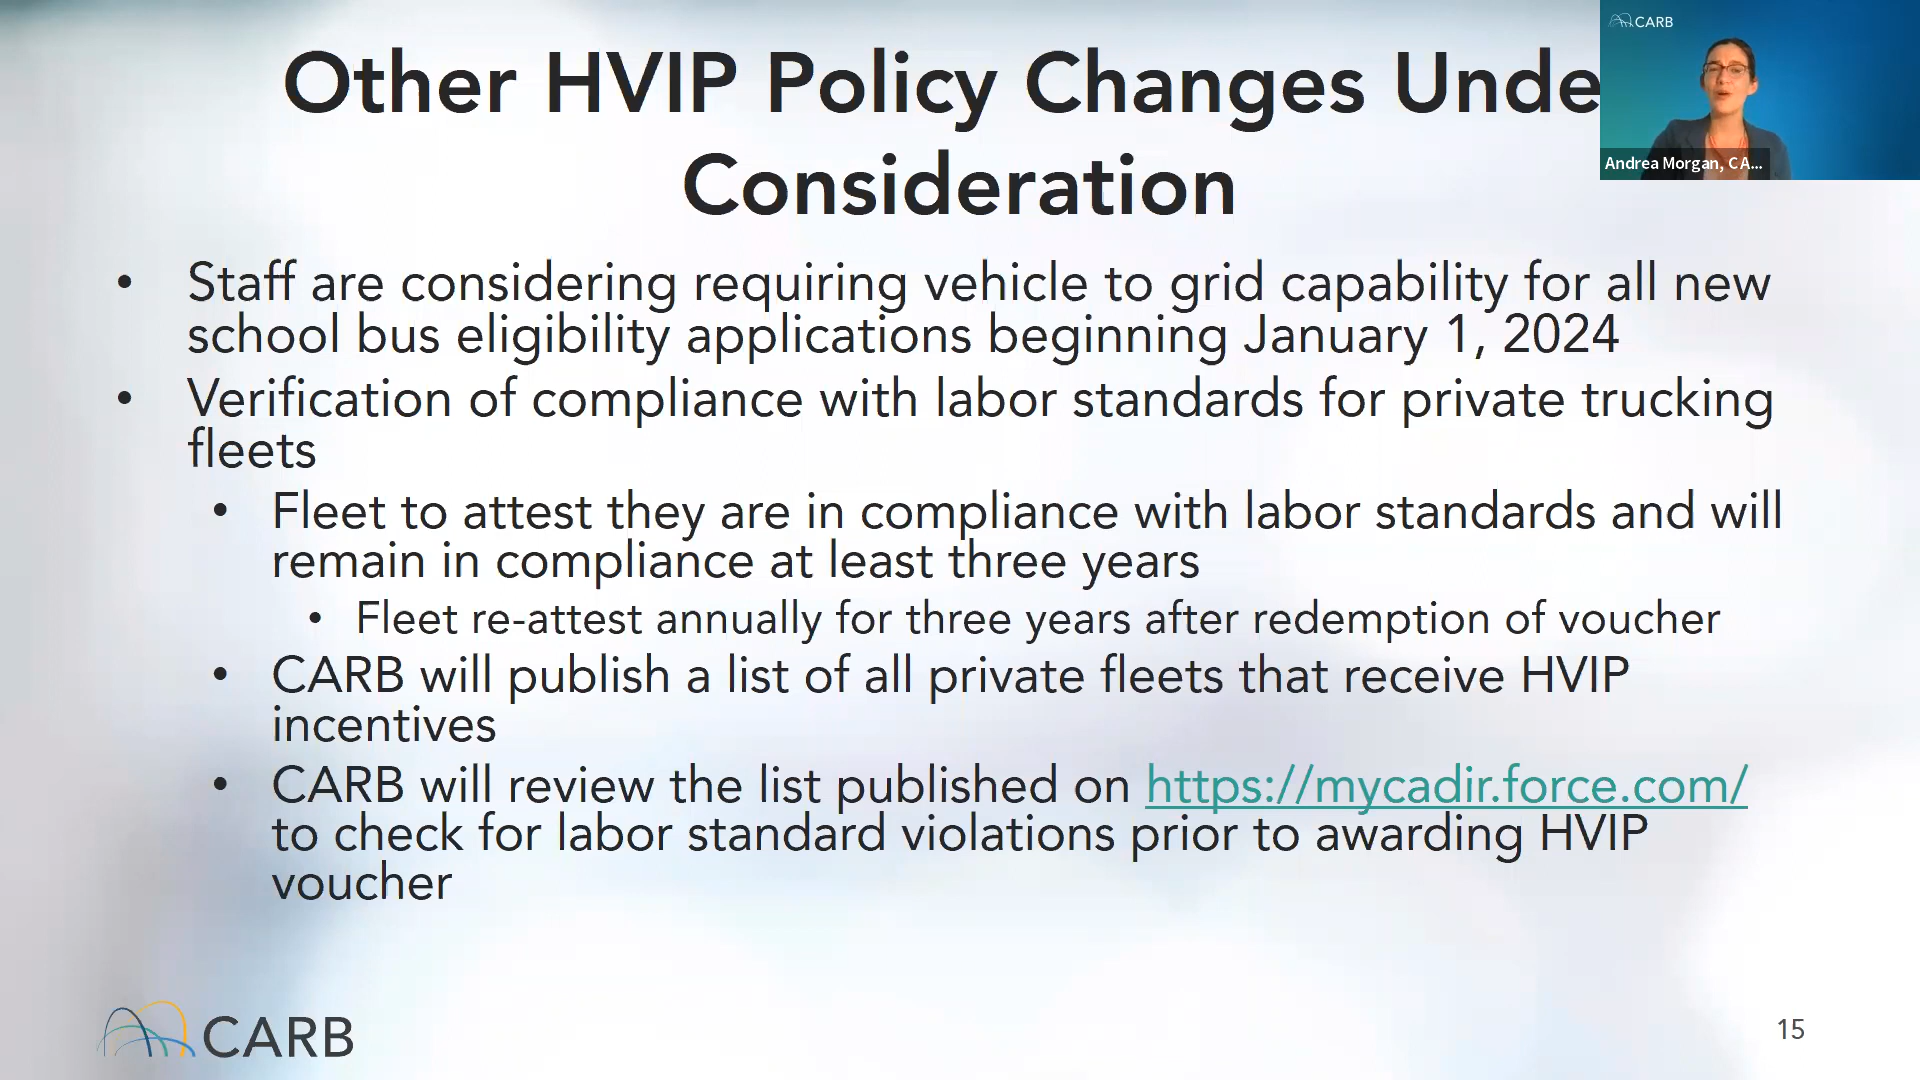 Other HVIP Policy Changes Unde
Consideration
CARB
Andrea Morgan, CA...
• Staff are considering requiring vehicle to grid capability for all new
school bus eligibility applications beginning January 1, 2024
• Verification of compliance with labor standards for private trucking
fleets
• Fleet to attest they are in compliance with labor standards and will
remain in compliance at least three years
• Fleet re-attest annually for three years after redemption of voucher
• CARB will publish a list of all private fleets that receive HVIP
incentives
• CARB will review the list published on https://mycadir.force.com/
to check for labor standard violations prior to awarding HVIP
voucher
CARB
15